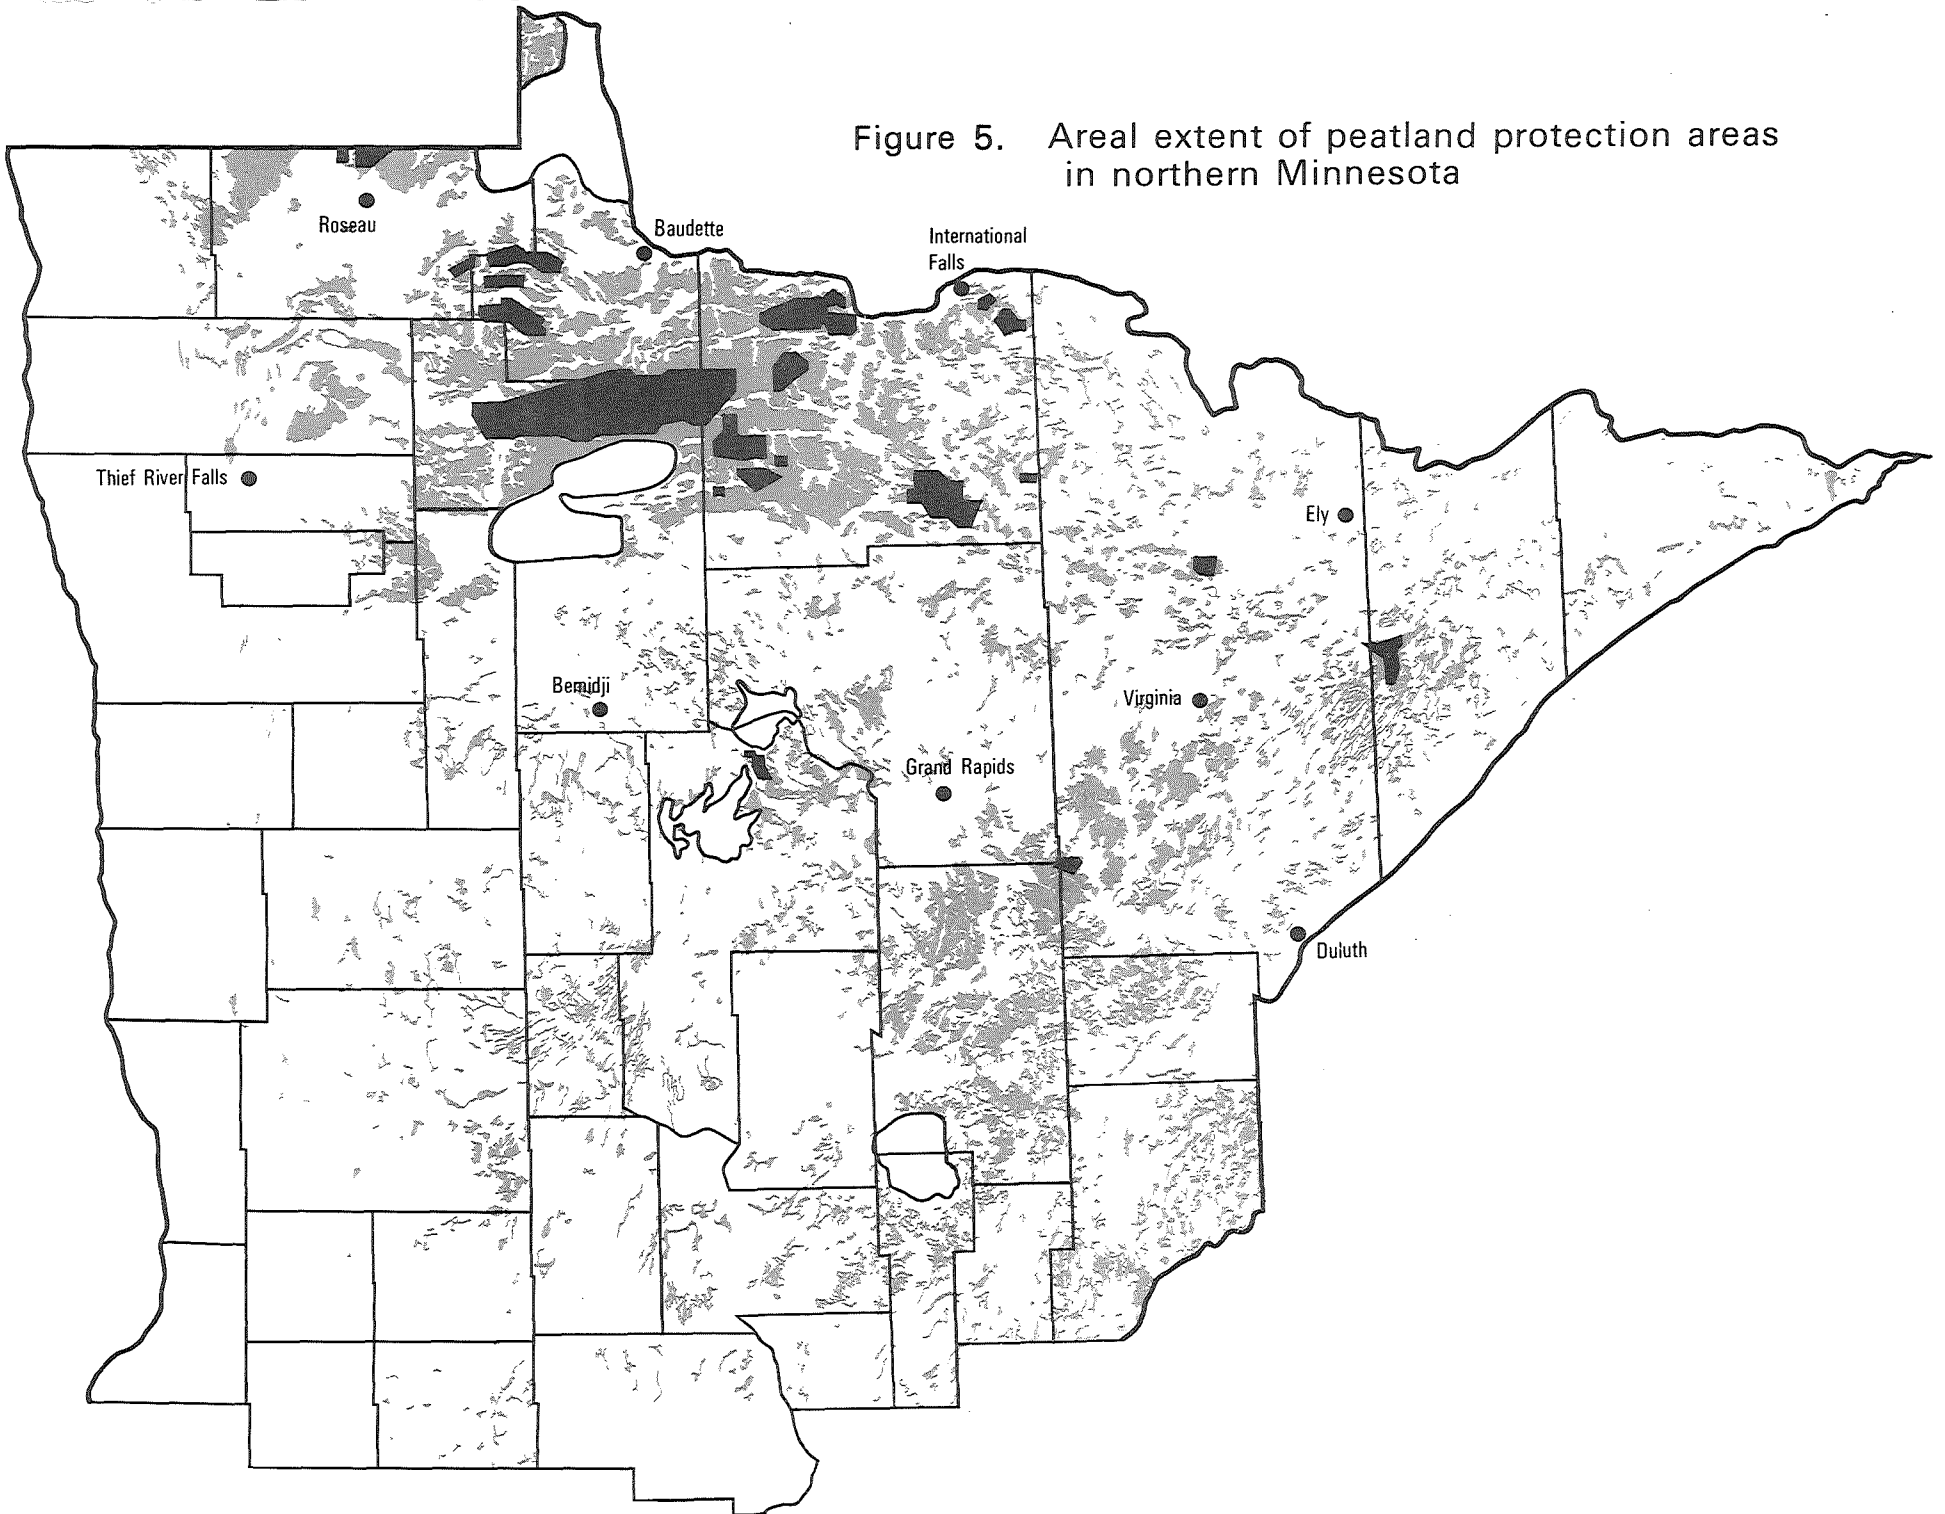 Figure 5. Areal extent of peatland protection areas
in northern Minnesota
Roseau
Baudette
International
Falls
Thief River Falls
Ely
Bemidji
Virginia
Grand Rapids
Duluth